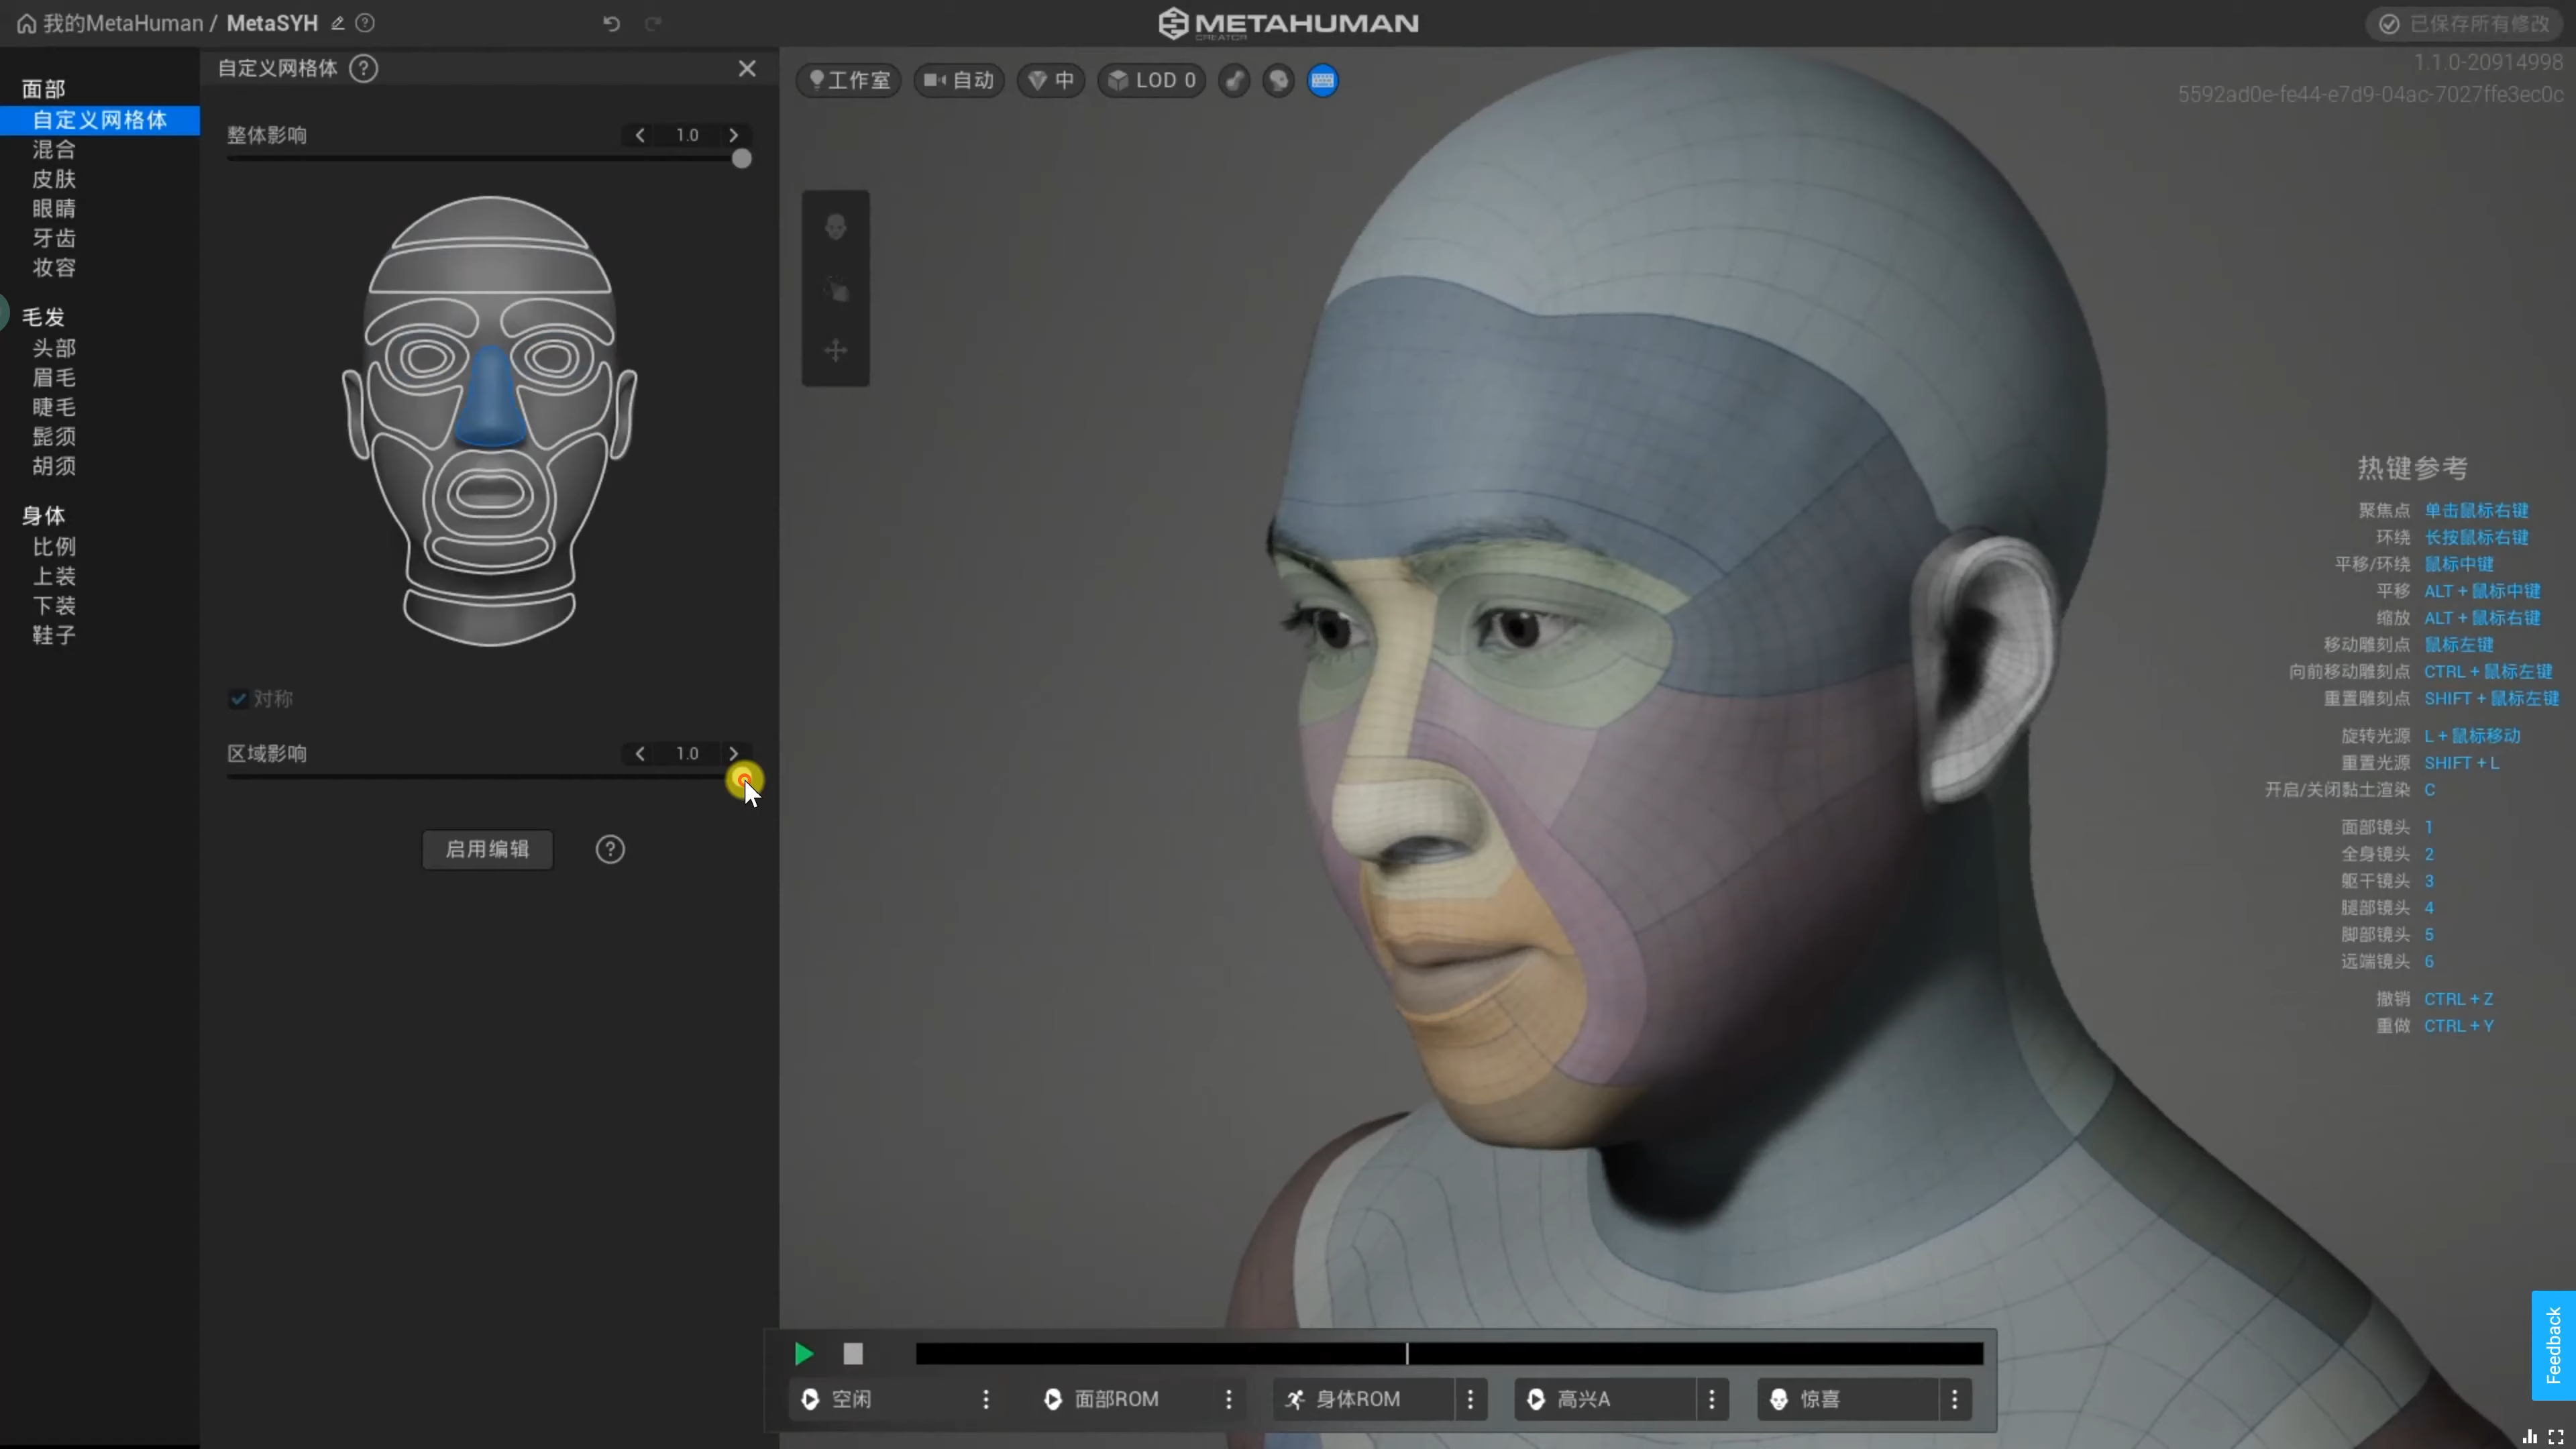 我的MetaHuman / MetaSYH
METAHUMAN
CREATOR
已保存所有修改
1.1.0-20914998
5592ad0e-fe44-e7d9-04ac-7027ffe3ec0c
面部
自定义网格体
混合
皮肤
眼睛
牙齿
妆容
毛发
头部
眉毛
睫毛
髭须
胡须
身体
比例
上装
下装
鞋子
自定义网格体
整体影响 1.0
对称
区域影响 1.0
启用编辑
工作室 自动 中 LOD 0
热键参考
聚焦点 单击鼠标右键
环绕 长按鼠标右键
平移/环绕 鼠标中键
平移 ALT + 鼠标中键
缩放 ALT + 鼠标右键
移动雕刻点 鼠标左键
向前移动雕刻点 CTRL + 鼠标左键
重置雕刻点 SHIFT + 鼠标左键
旋转光源 L + 鼠标移动
重置光源 SHIFT + L
开启/关闭黏土渲染 C
面部镜头 1
全身镜头 2
躯干镜头 3
腿部镜头 4
脚部镜头 5
远端镜头 6
撤销 CTRL + Z
重做 CTRL + Y
空闲 面部ROM 身体ROM 高兴A 惊喜
Feedback